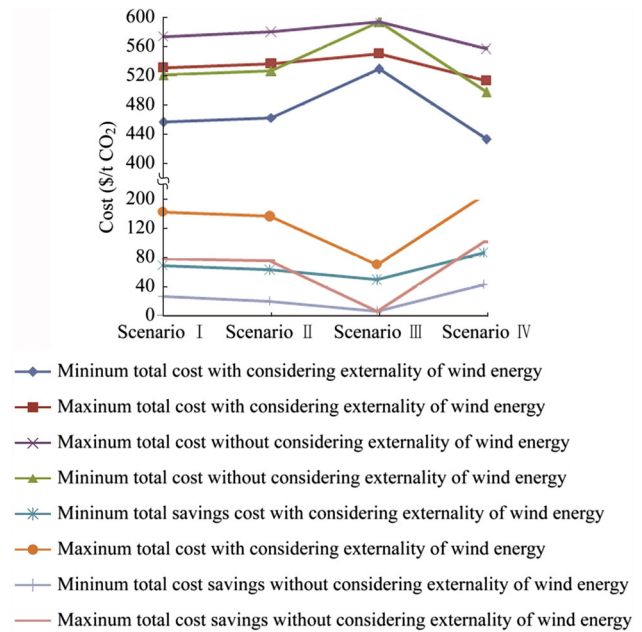 600
560
520
480
440
400
200
120
80
40
0
Cost ($/t CO₂)
Scenario Ⅰ Scenario Ⅱ Scenario Ⅲ Scenario Ⅳ
Mininum total cost with considering externality of wind energy
Maxinum total cost with considering externality of wind energy
Maxinum total cost without considering externality of wind energy
Mininum total cost without considering externality of wind energy
Mininum total savings cost with considering externality of wind energy
Maxinum total cost with considering externality of wind energy
Mininum total cost savings without considering externality of wind energy
Maxinum total cost savings without considering externality of wind energy